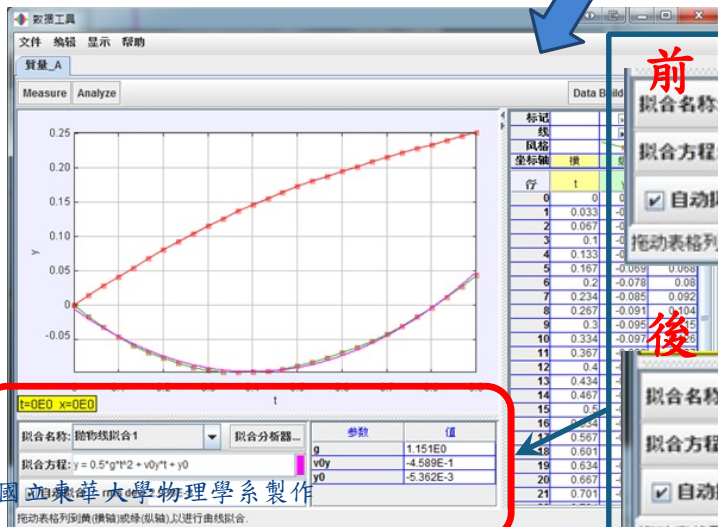 数据工具
文件 编辑 显示 帮助
質量_A
Measure Analyze
Data Build
0.25
0.20
0.15
0.10
0.05
0
-0.05
y
t
t=0E0 x=0E0
标记
线
风格
坐标轴 横
行 t
0 0
1 0.033
2 0.067
3 0.1
4 0.133
5 0.167 -0.069 0.068
6 0.2 -0.078 0.08
7 0.234 -0.085 0.092
8 0.267 -0.091
9 0.3 -0.095
10 0.334 -0.097
11 0.367
12 0.4
13 0.434
14 0.467
15 0.5
17 0.567
18 0.601
19 0.634
20 0.667
21 0.701
拟合名称: 抛物线拟合1 拟合分析器...
拟合方程: y = 0.5*g*t^2 + v0y*t + y0
参数 值
g 1.151E0
v0y -4.589E-1
y0 -5.362E-3
國立東華大學物理學系製作
拖动表格列到黄(横轴)或绿(纵轴),以进行曲线拟合.
前
拟合名称
拟合方程
自动
拖动表格列
後
拟合名称
拟合方程
自动